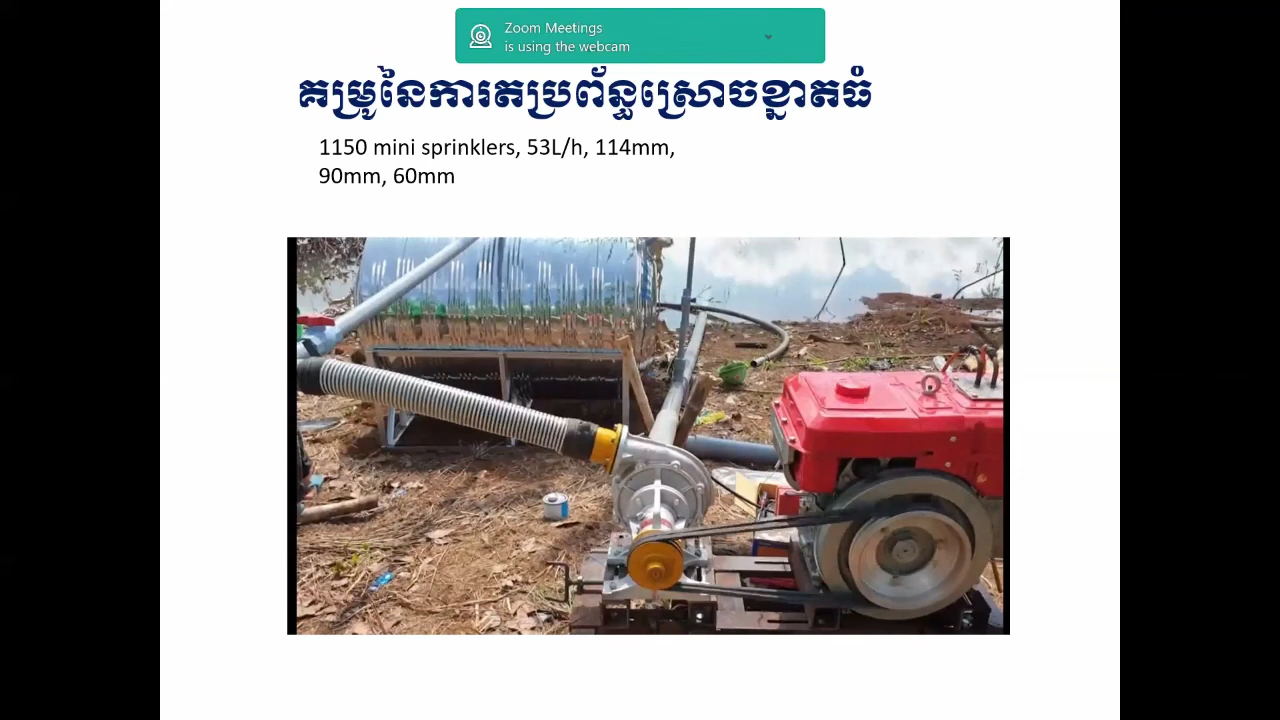 Zoom Meetings
is using the webcam
គម្រូនៃការតប្រព័ន្ធស្រោចខ្នាតធំ
1150 mini sprinklers, 53L/h, 114mm,
90mm, 60mm